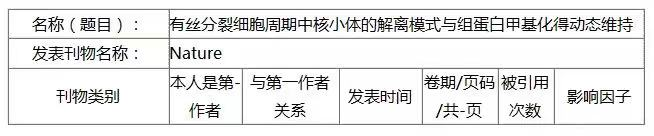 名称（题目）： 有丝分裂细胞周期中核小体的解离模式与组蛋白甲基化得动态维持
发表刊物名称： Nature
刊物类别 本人是第-作者 与第一作者关系 发表时间 卷期/页码/共-页 被引用次数 影响因子